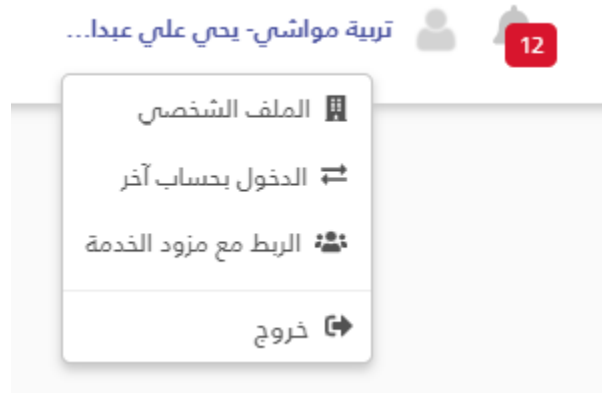 12
تربية مواشي- يحي علي عبدا...
الملف الشخصي
الدخول بحساب آخر
الربط مع مزود الخدمة
خروج